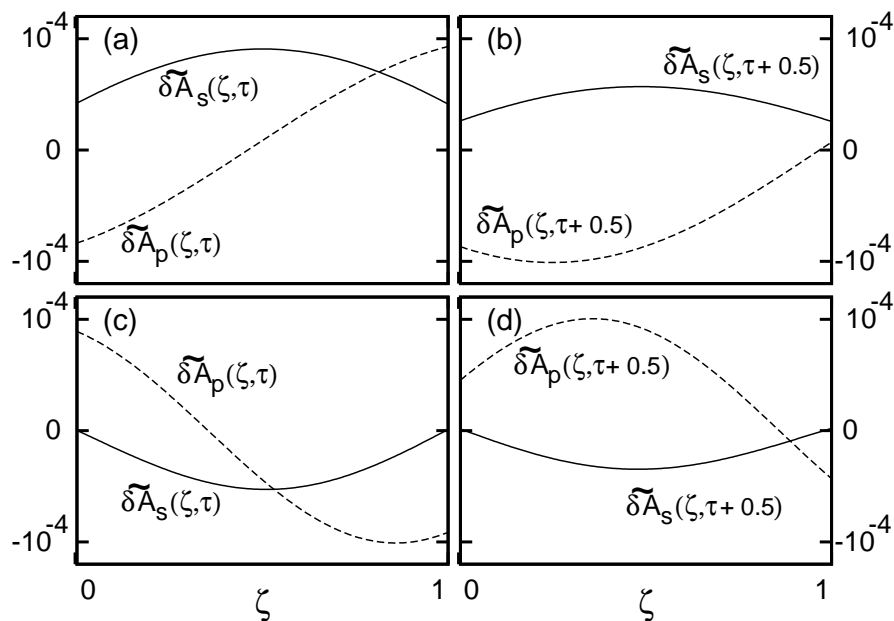 10⁻⁴
(a)
δÃₛ(ζ,τ)
0
δÃₚ(ζ,τ)
-10⁻⁴
(b)
10⁻⁴
δÃₛ(ζ,τ+ 0.5)
0
δÃₚ(ζ,τ+ 0.5)
-10⁻⁴
10⁻⁴
(c)
δÃₚ(ζ,τ)
0
δÃₛ(ζ,τ)
-10⁻⁴
0 1
ζ
(d)
10⁻⁴
δÃₚ(ζ,τ+ 0.5)
0
δÃₛ(ζ,τ+ 0.5)
-10⁻⁴
0 1
ζ